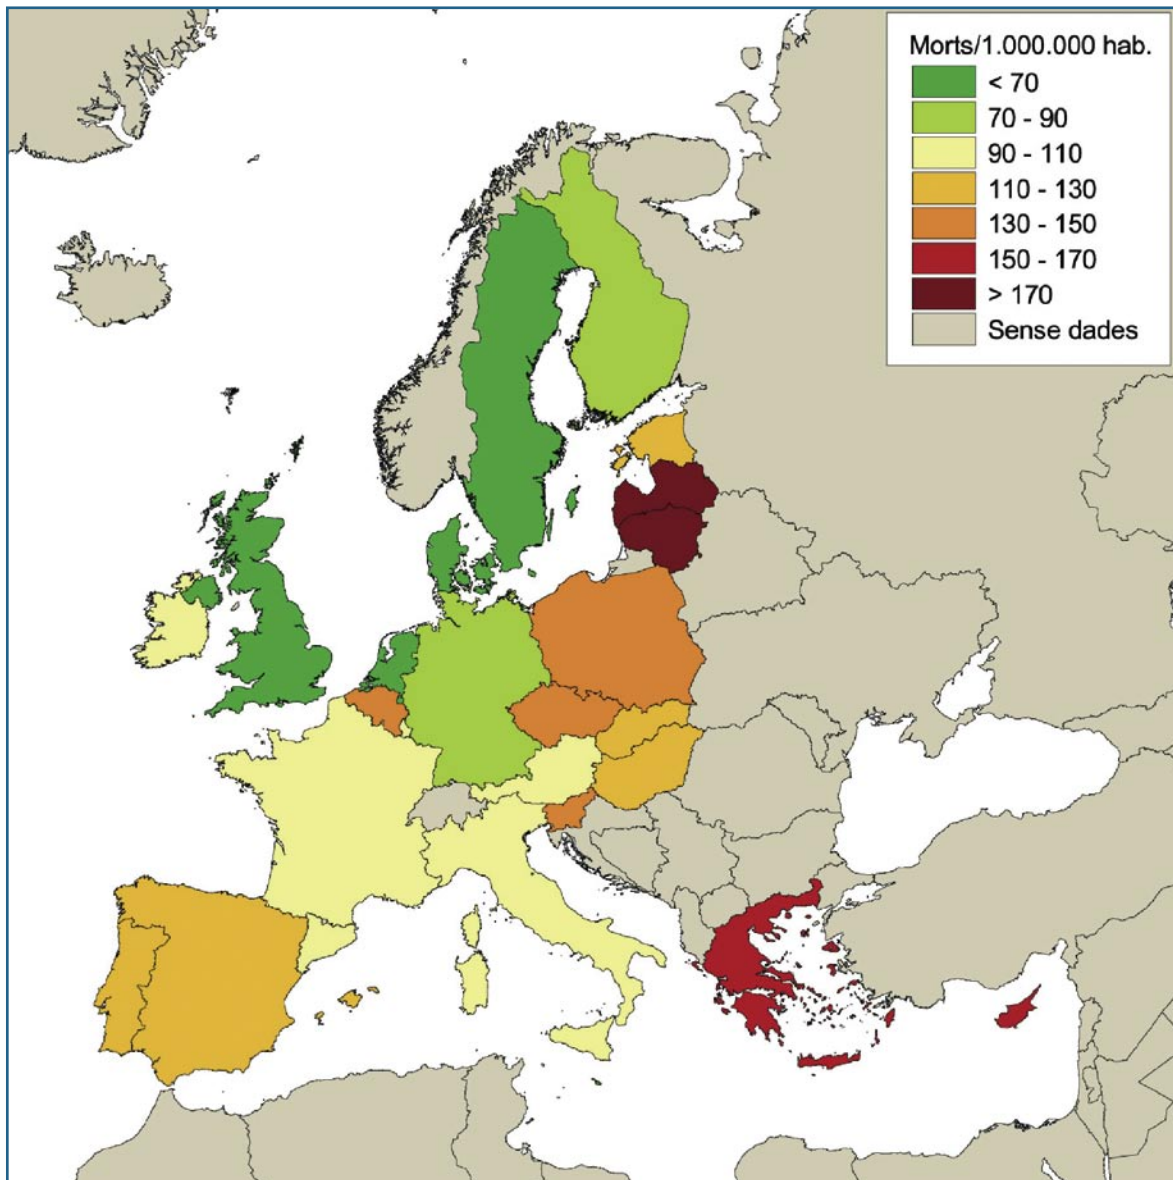 Morts/1.000.000 hab.
< 70
70 - 90
90 - 110
110 - 130
130 - 150
150 - 170
> 170
Sense dades